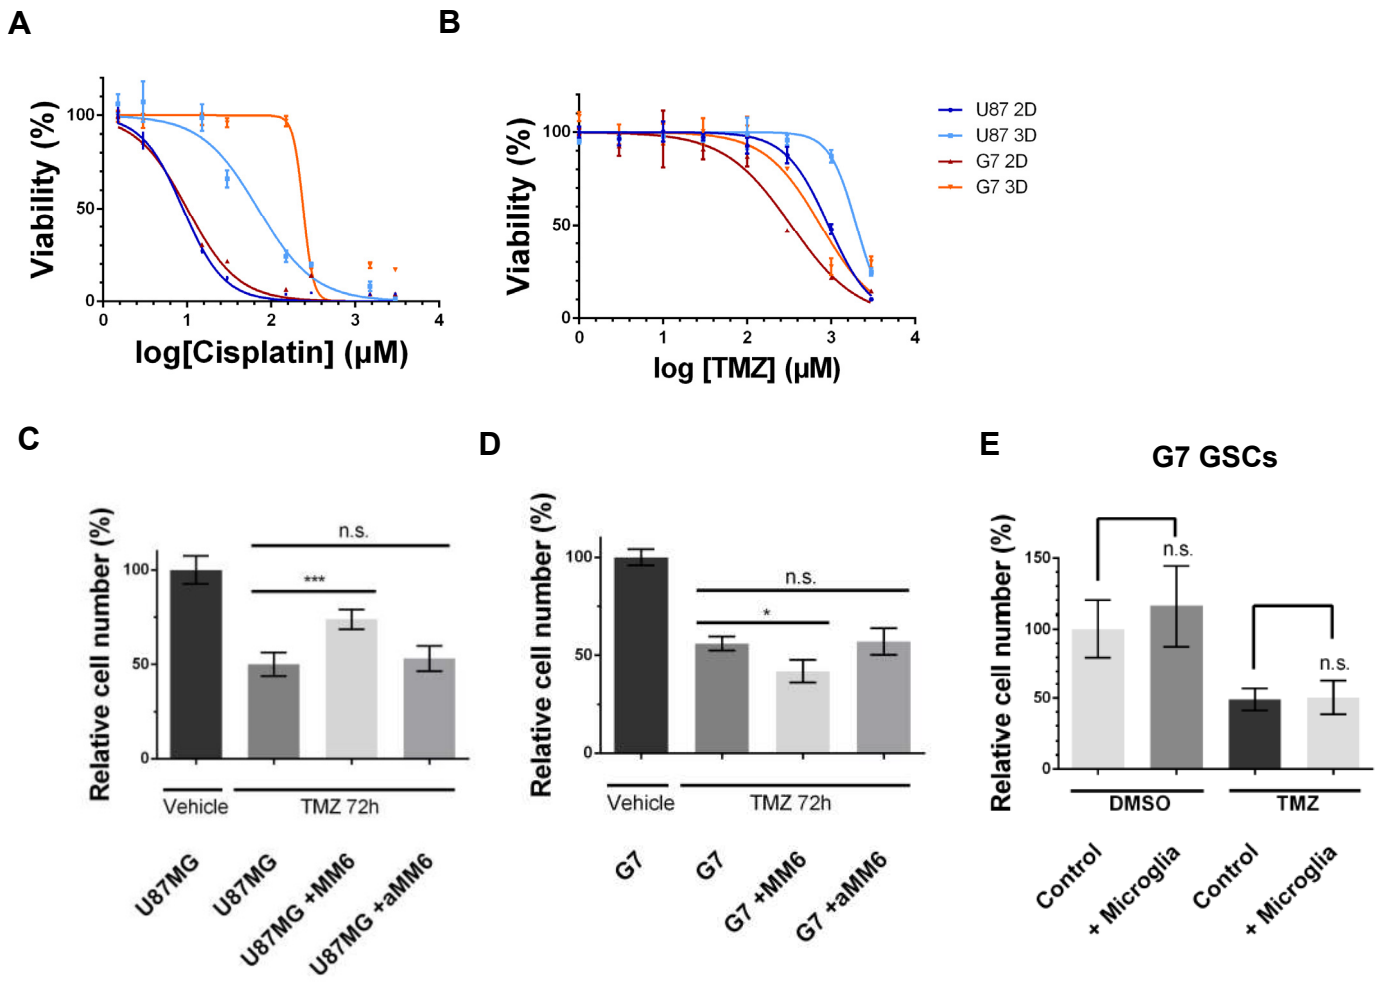 A
B
Viability (%)
100
50
0
0 1 2 3 4
log[Cisplatin] (µM)
Viability (%)
100
50
0
0 1 2 3 4
log [TMZ] (µM)
U87 2D
U87 3D
G7 2D
G7 3D
C
Relative cell number (%)
100
50
0
n.s.
***
Vehicle
TMZ 72h
U87MG
U87MG
U87MG +MM6
U87MG +aMM6
D
Relative cell number (%)
100
50
0
n.s.
*
Vehicle
TMZ 72h
G7
G7
G7 +MM6
G7 +aMM6
E
G7 GSCs
Relative cell number (%)
150
100
50
0
n.s.
n.s.
DMSO
TMZ
Control
+ Microglia
Control
+ Microglia